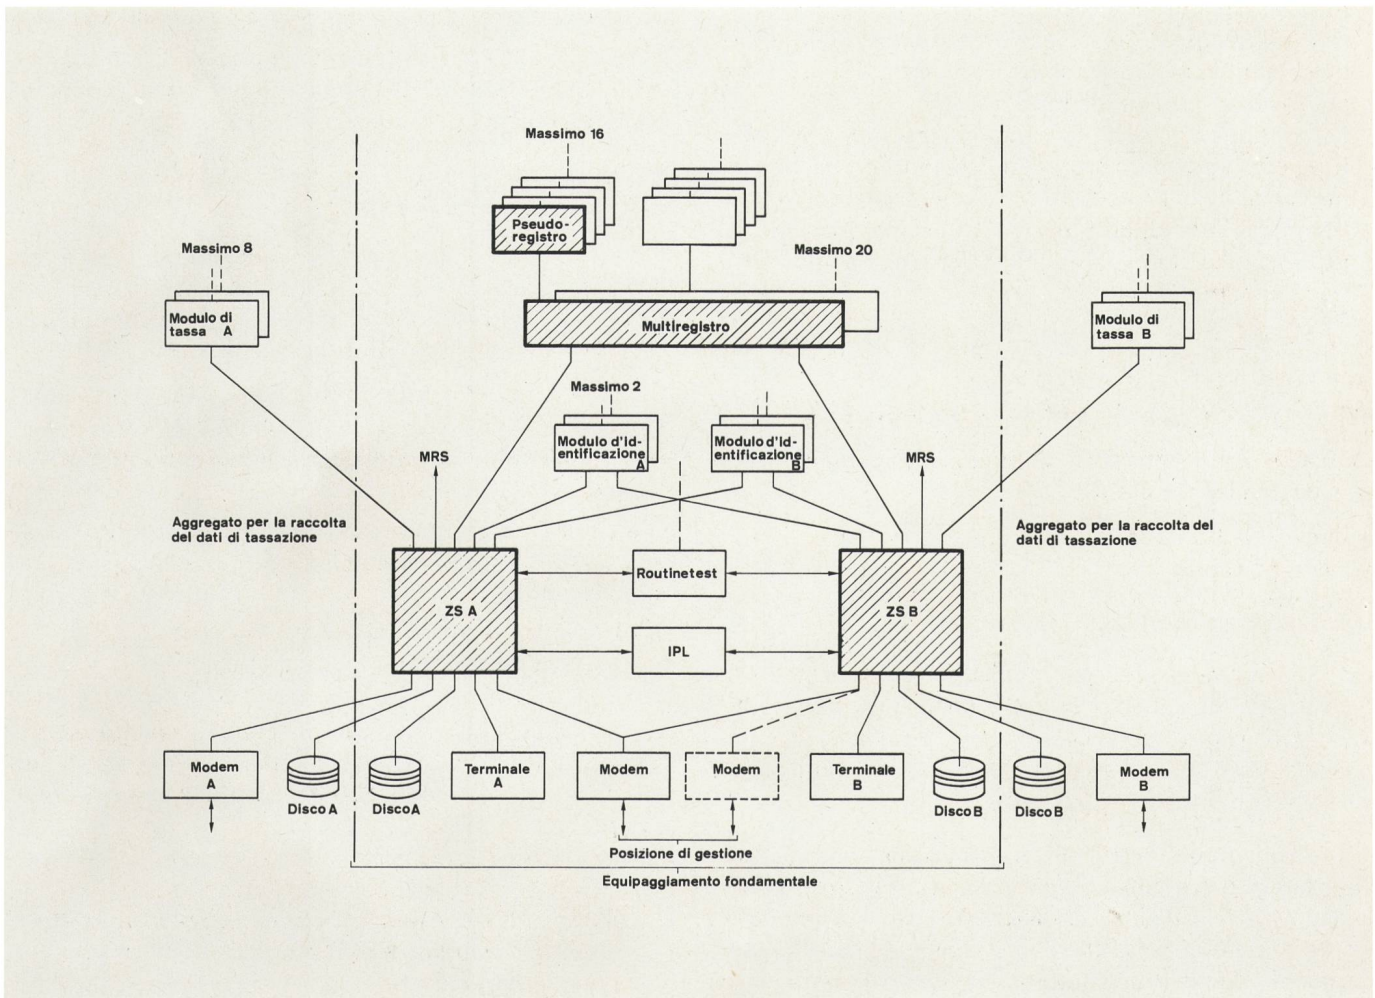 Massimo 16
Pseudo-
registro
Massimo 8
Massimo 20
Modulo di
tassa A
Multiregistro
Modulo di
tassa B
Massimo 2
Modulo d'id-
entificazione
A
Modulo d'id-
entificazione
B
MRS
MRS
Aggregato per la raccolta
del dati di tassazione
Aggregato per la raccolta del
dati di tassazione
Routinetest
ZS A
ZS B
IPL
Modem
A
Disco A
Disco A
Terminale
A
Modem
Modem
Terminale
B
Disco B
Disco B
Modem
B
Posizione di gestione
Equipaggiamento fondamentale